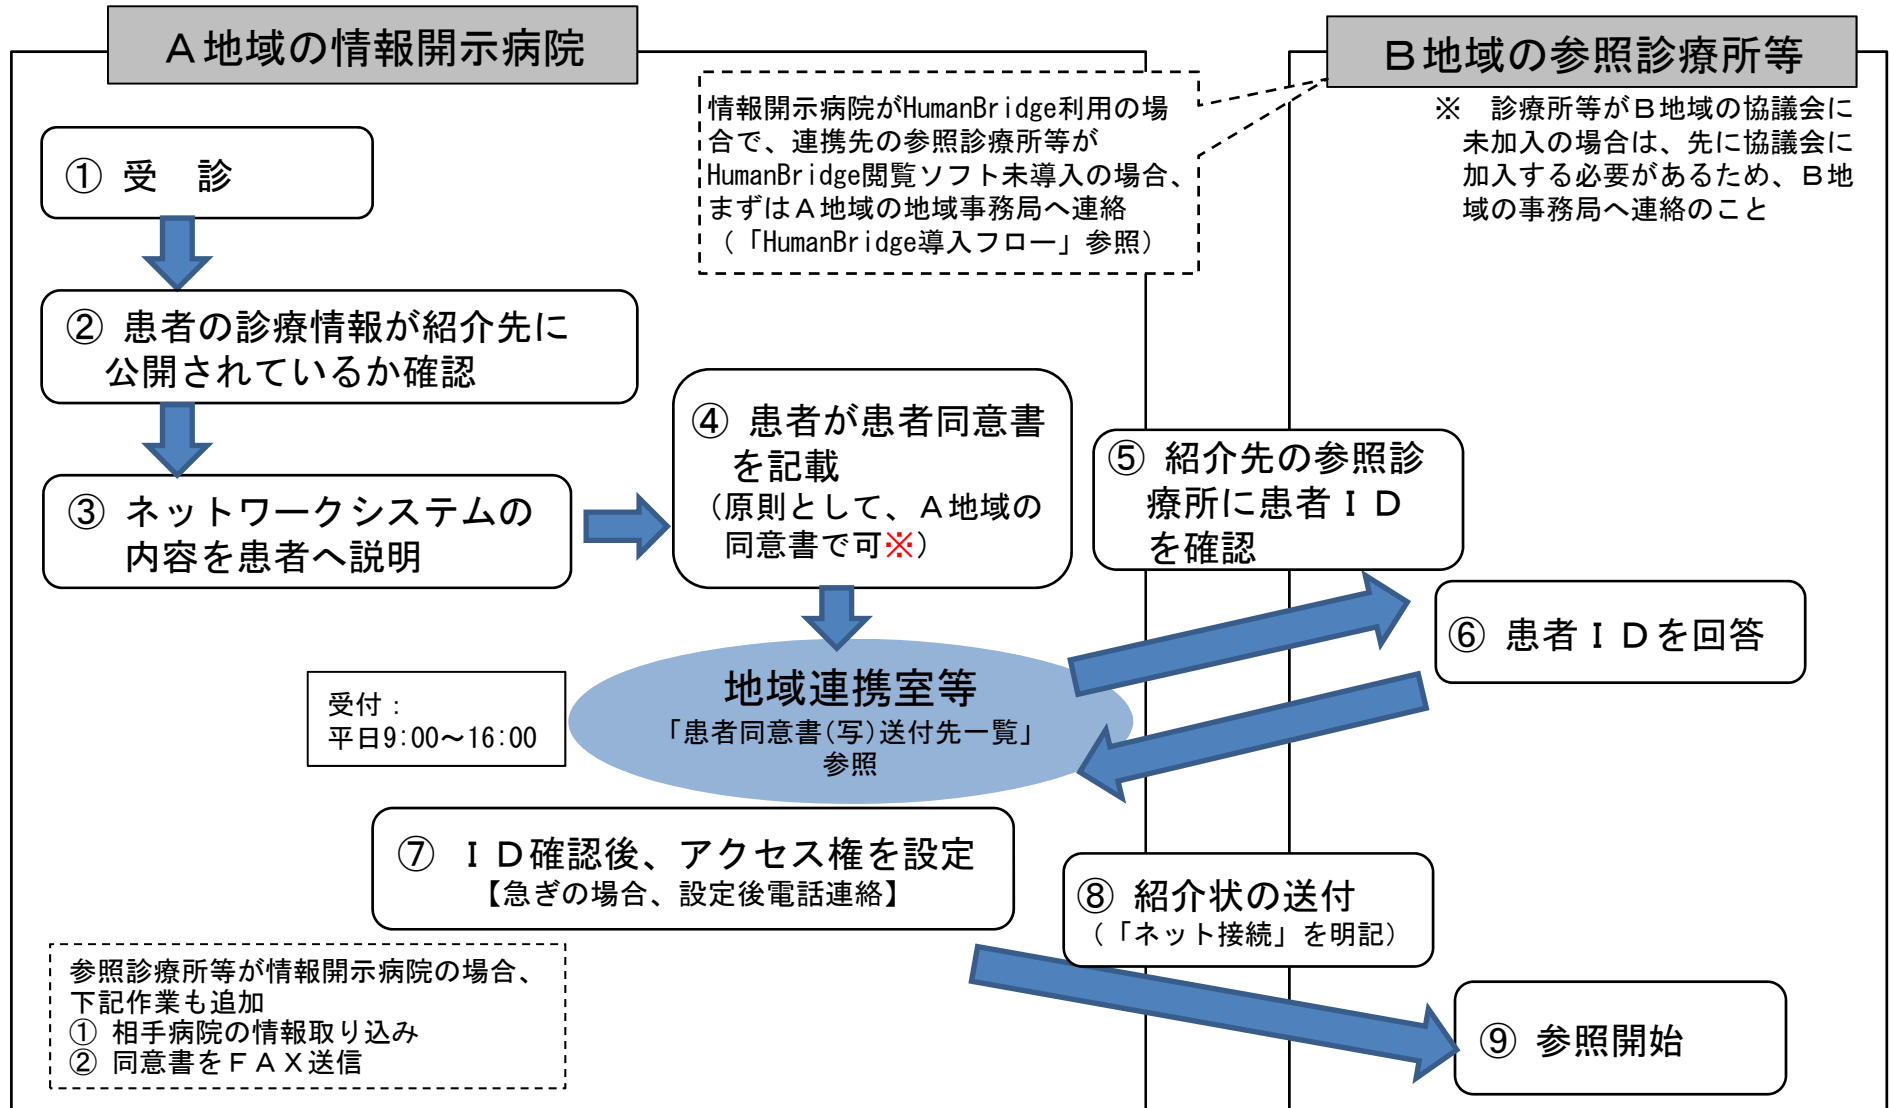 A地域の情報開示病院
B地域の参照診療所等
情報開示病院がHumanBridge利用の場
合で、連携先の参照診療所等が
HumanBridge閲覧ソフト未導入の場合、
まずはA地域の地域事務局へ連絡
（「HumanBridge導入フロー」参照）
※　診療所等がB地域の協議会に
未加入の場合は、先に協議会に
加入する必要があるため、B地
域の事務局へ連絡のこと
① 受　診
② 患者の診療情報が紹介先に
公開されているか確認
③ ネットワークシステムの
内容を患者へ説明
④ 患者が患者同意書
を記載
（原則として、A地域の
同意書で可※）
⑤ 紹介先の参照診
療所に患者ＩＤ
を確認
⑥ 患者ＩＤを回答
地域連携室等
「患者同意書(写)送付先一覧」
参照
受付：
平日9:00～16:00
⑦ ＩＤ確認後、アクセス権を設定
【急ぎの場合、設定後電話連絡】
⑧ 紹介状の送付
（「ネット接続」を明記）
⑨ 参照開始
参照診療所等が情報開示病院の場合、
下記作業も追加
① 相手病院の情報取り込み
② 同意書をＦＡＸ送信